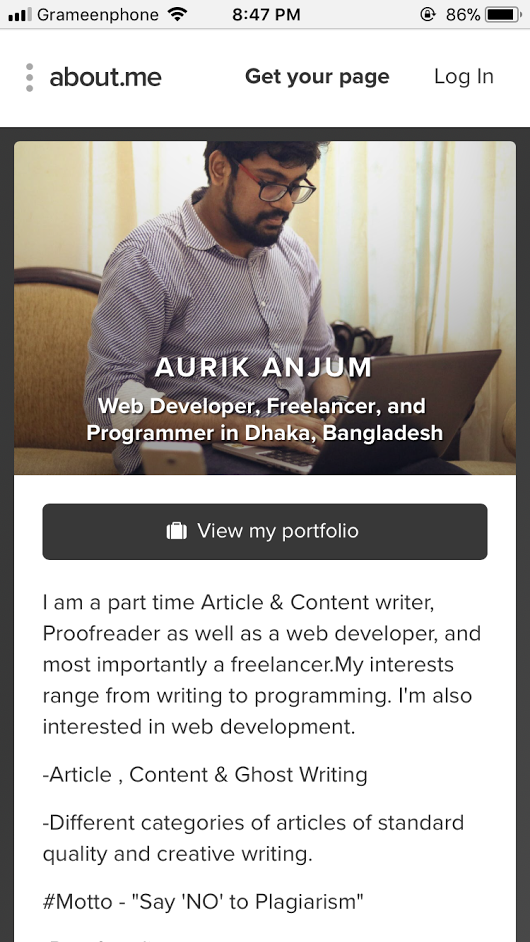 Grameenphone 8:47 PM 86%
about.me Get your page Log In
AURIK ANJUM
Web Developer, Freelancer, and
Programmer in Dhaka, Bangladesh
View my portfolio
I am a part time Article & Content writer,
Proofreader as well as a web developer, and
most importantly a freelancer.My interests
range from writing to programming. I'm also
interested in web development.
-Article , Content & Ghost Writing
-Different categories of articles of standard
quality and creative writing.
#Motto - "Say 'NO' to Plagiarism"